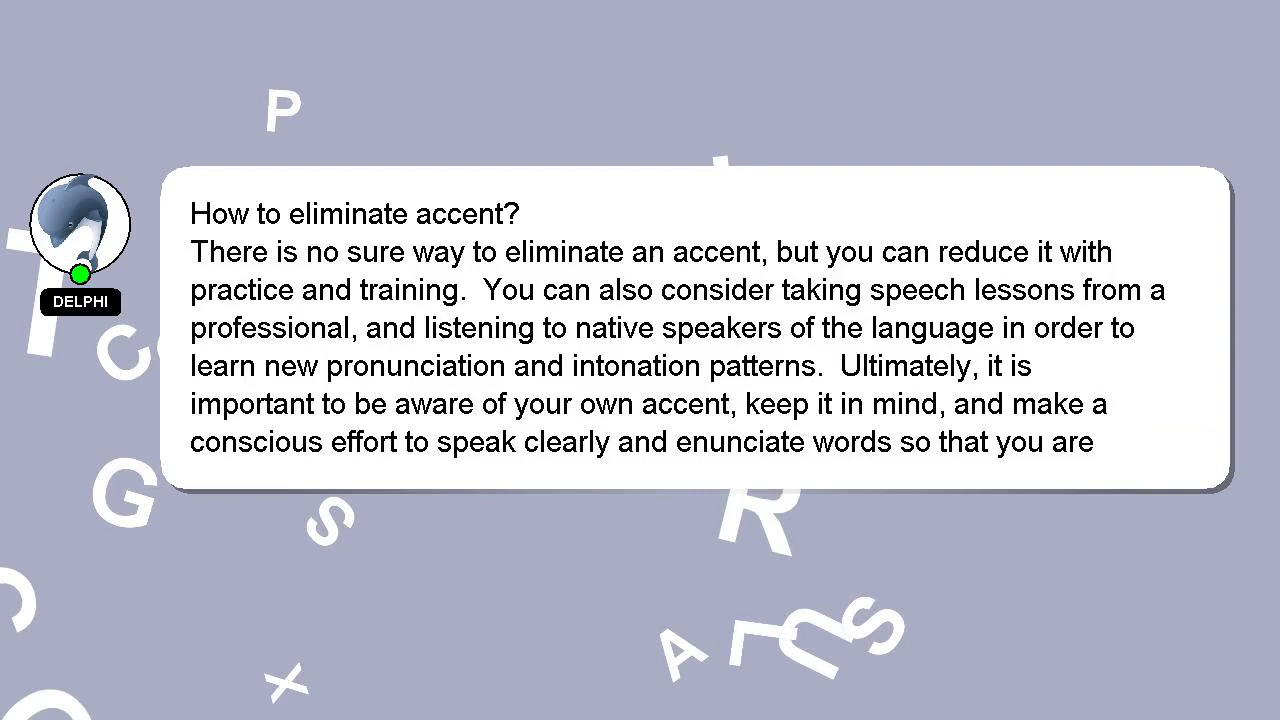 P
How to eliminate accent?
There is no sure way to eliminate an accent, but you can reduce it with
practice and training.  You can also consider taking speech lessons from a
professional, and listening to native speakers of the language in order to
learn new pronunciation and intonation patterns.  Ultimately, it is
important to be aware of your own accent, keep it in mind, and make a
conscious effort to speak clearly and enunciate words so that you are
DELPHI
T
C
G
S
R
A
L
U
S
X